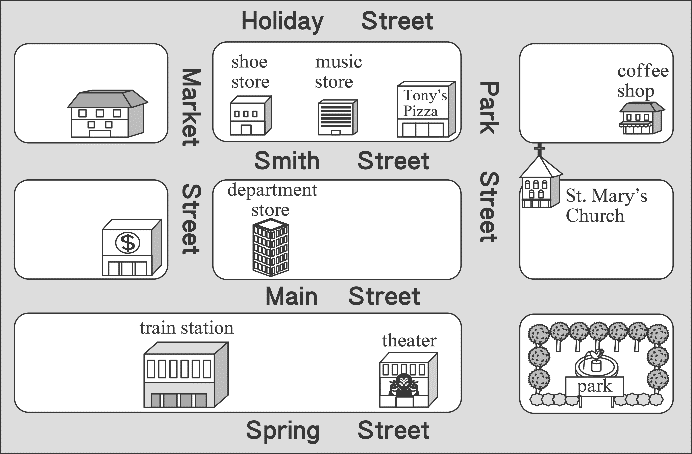 Holiday Street
shoe
store
music
store
Tony's
Pizza
coffee
shop
Market
Street
Park
Street
Smith Street
department
store
St. Mary's
Church
$
Main Street
train station
theater
park
Spring Street